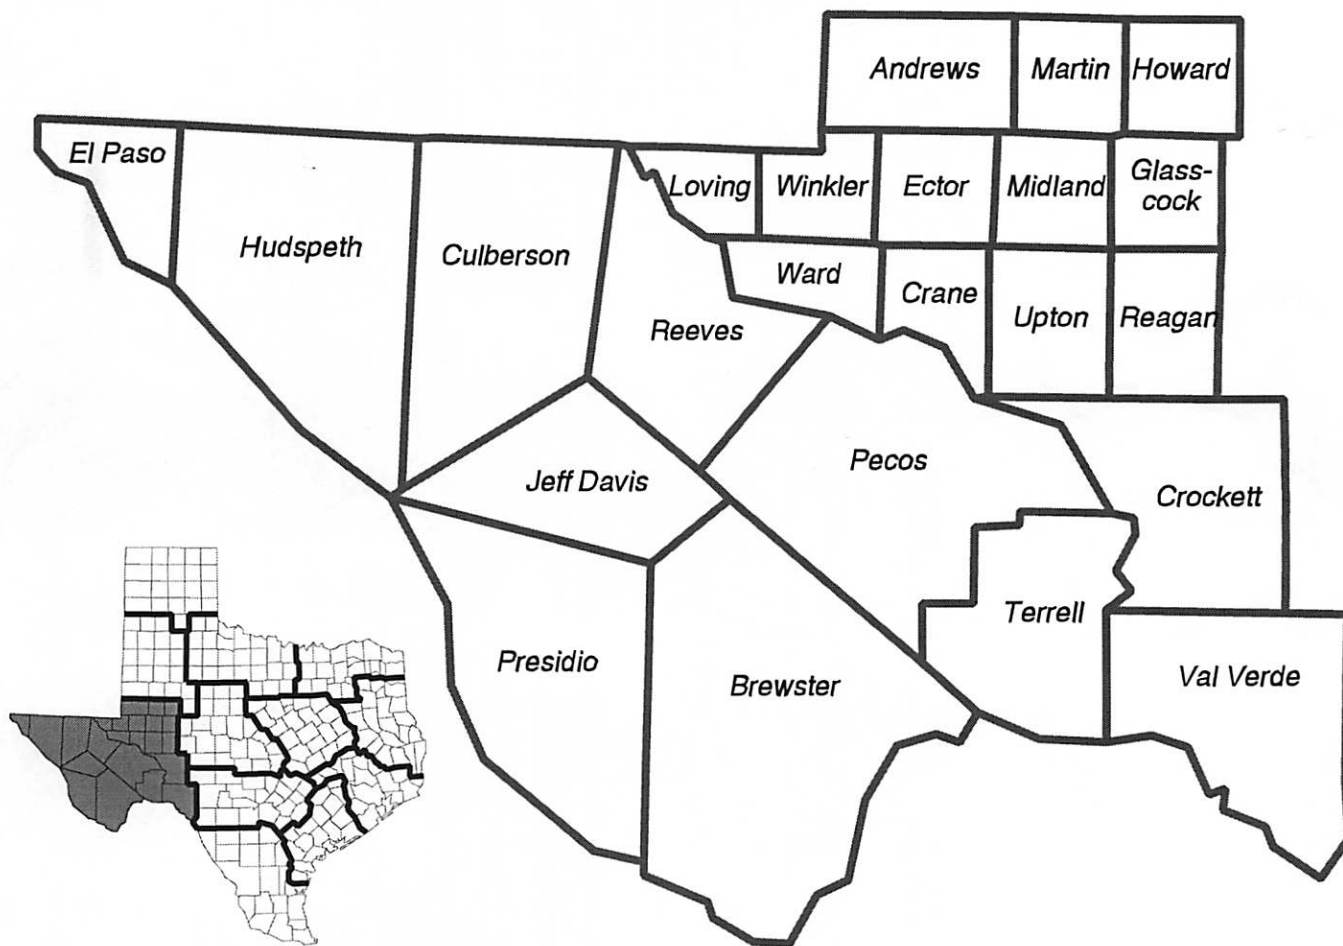 Andrews
Martin
Howard
El Paso
Loving
Winkler
Ector
Midland
Glass-
cock
Hudspeth
Culberson
Ward
Crane
Reeves
Upton
Reagan
Pecos
Jeff Davis
Crockett
Terrell
Presidio
Brewster
Val Verde